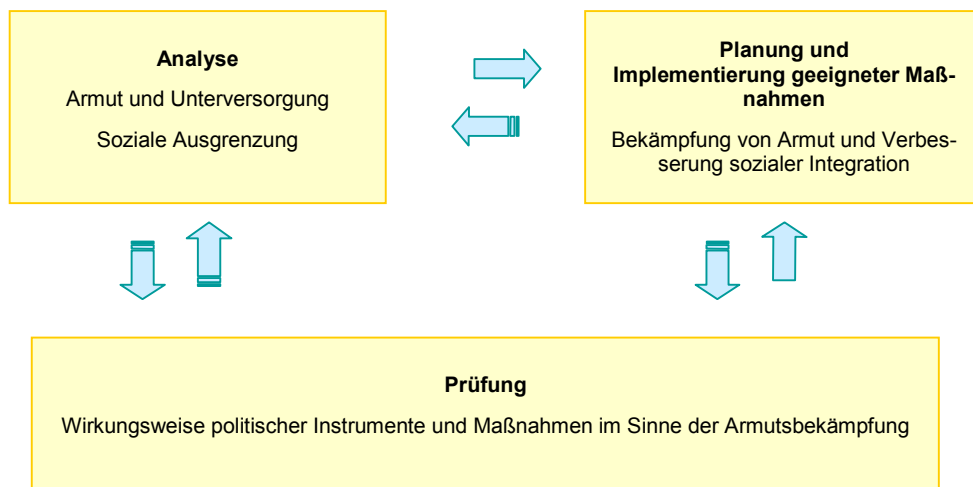 Analyse
Armut und Unterversorgung
Soziale Ausgrenzung
Planung und
Implementierung geeigneter Maß-
nahmen
Bekämpfung von Armut und Verbes-
serung sozialer Integration
Prüfung
Wirkungsweise politischer Instrumente und Maßnahmen im Sinne der Armutsbekämpfung